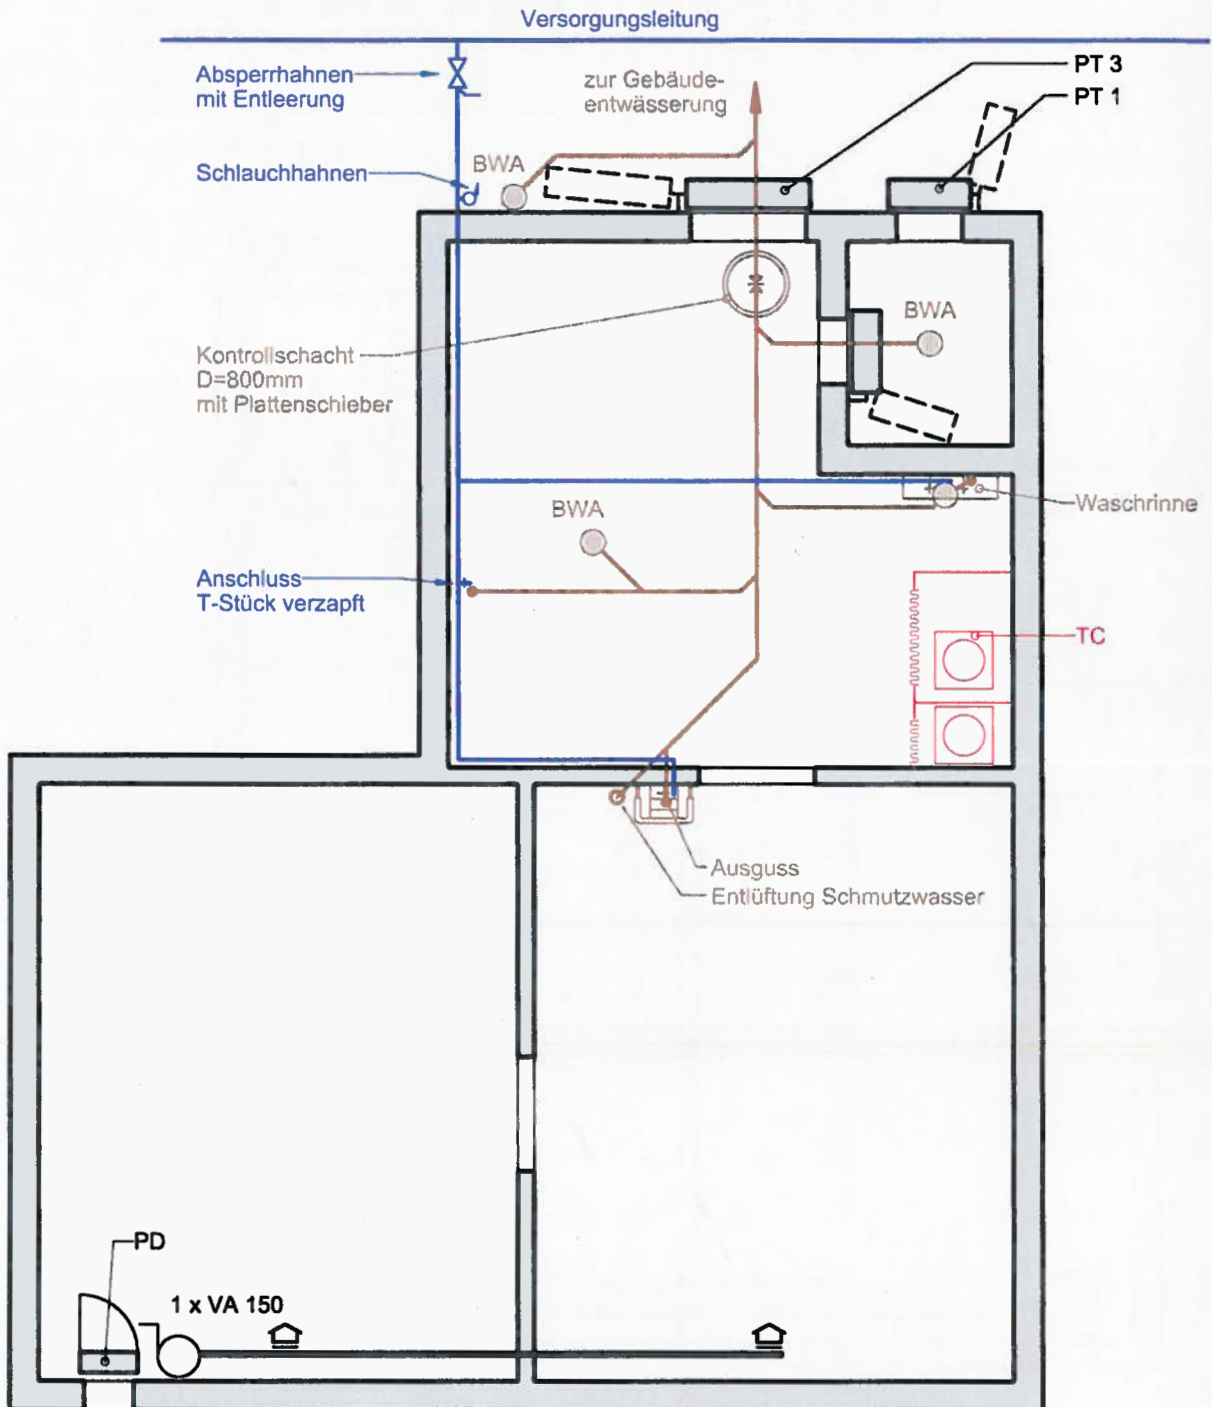 Versorgungsleitung
Absperrhahnen
mit Entleerung
zur Gebäude-
entwässerung
PT 3
PT 1
Schlauchhahnen
BWA
BWA
Kontrollschacht
D=800mm
mit Plattenschieber
Waschrinne
BWA
Anschluss
T-Stück verzapft
TC
Ausguss
Entlüftung Schmutzwasser
PD
1 x VA 150